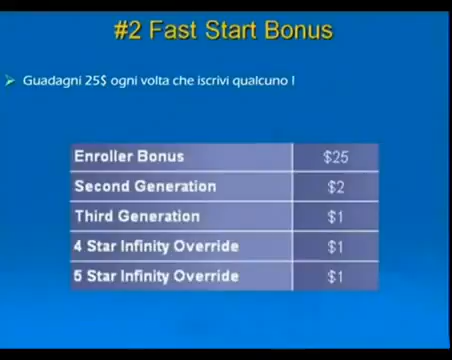 #2 Fast Start Bonus
Guadagni 25$ ogni volta che iscrivi qualcuno !
Enroller Bonus $25
Second Generation $2
Third Generation $1
4 Star Infinity Override $1
5 Star Infinity Override $1